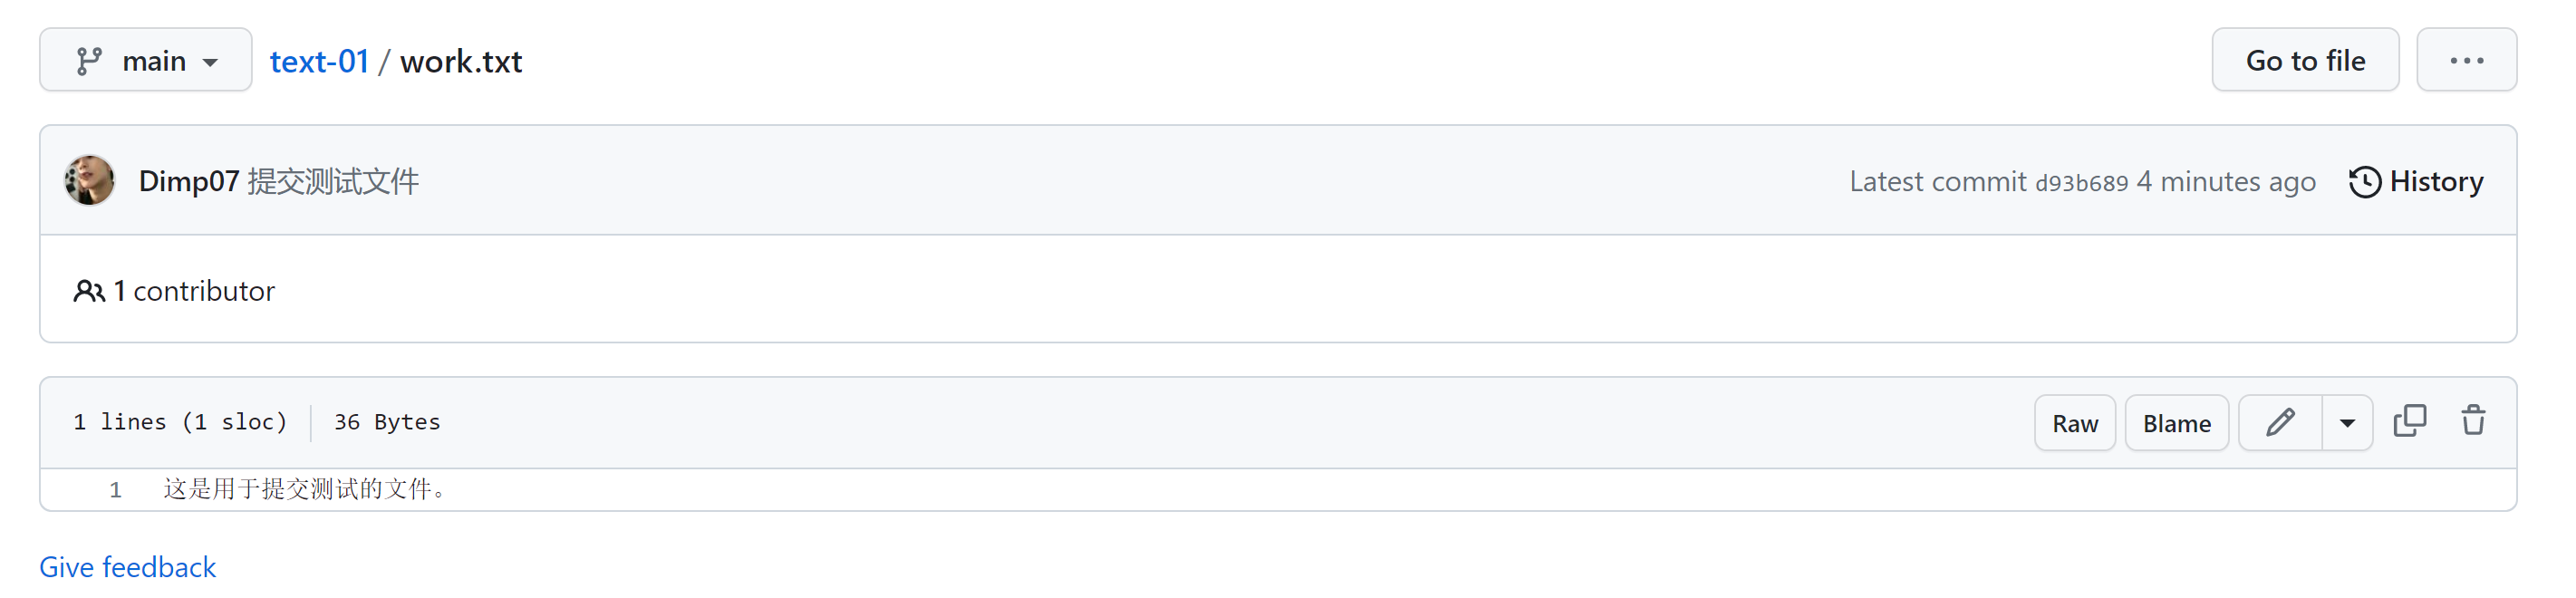 main text-01 / work.txt Go to file ...
Dimp07 提交测试文件 Latest commit d93b689 4 minutes ago History
1 contributor
1 lines (1 sloc) 36 Bytes Raw Blame
1 这是用于提交测试的文件。
Give feedback